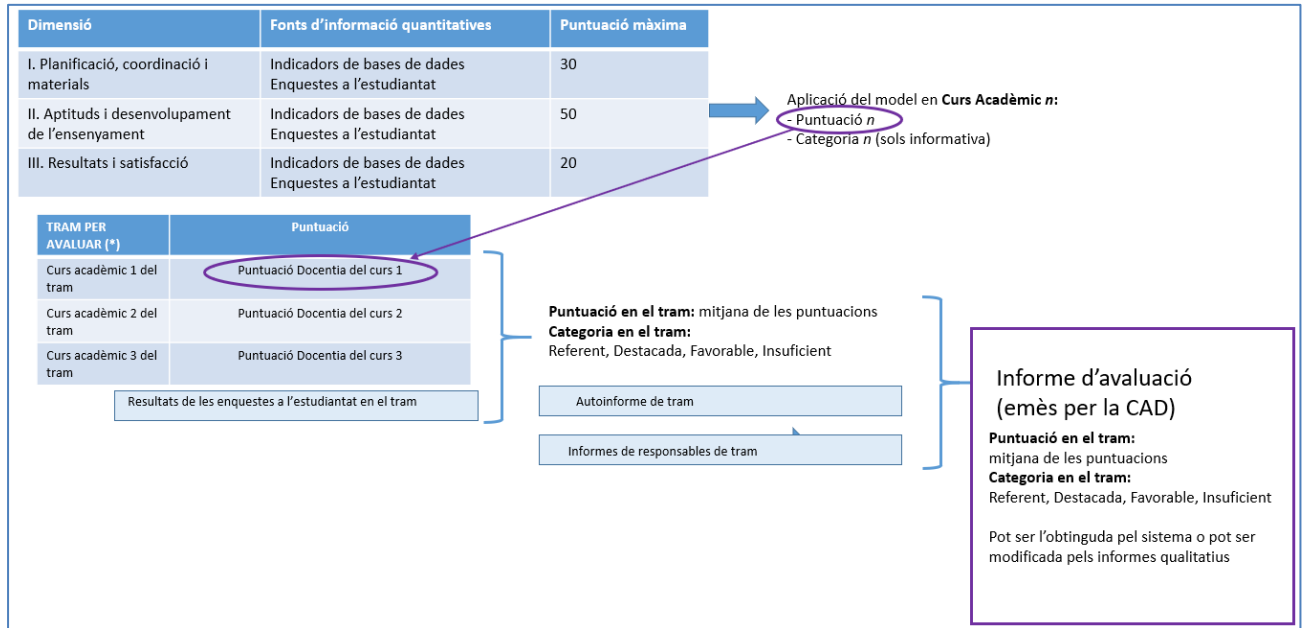 Dimensió Fonts d'informació quantitatives Puntuació màxima
I. Planificació, coordinació i Indicadors de bases de dades 30
materials Enquestes a l'estudiantat
II. Aptituds i desenvolupament Indicadors de bases de dades 50
de l'ensenyament Enquestes a l'estudiantat
III. Resultats i satisfacció Indicadors de bases de dades 20
Enquestes a l'estudiantat
Aplicació del model en Curs Acadèmic n:
- Puntuació n
- Categoria n (sols informativa)
TRAM PER Puntuació
AVALUAR (*)
Curs acadèmic 1 del Puntuació Docentia del curs 1
tram
Curs acadèmic 2 del Puntuació Docentia del curs 2
tram
Curs acadèmic 3 del Puntuació Docentia del curs 3
tram
Resultats de les enquestes a l'estudiantat en el tram
Puntuació en el tram: mitjana de les puntuacions
Categoria en el tram:
Referent, Destacada, Favorable, Insuficient
Autoinforme de tram
Informes de responsables de tram
Informe d'avaluació
(emès per la CAD)
Puntuació en el tram:
mitjana de les puntuacions
Categoria en el tram:
Referent, Destacada, Favorable, Insuficient
Pot ser l'obtinguda pel sistema o pot ser
modificada pels informes qualitatius